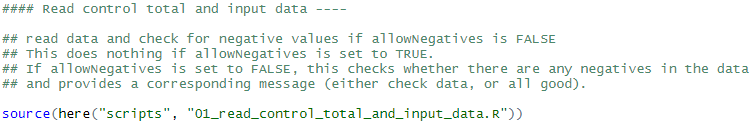 #### Read control total and input data ----
## read data and check for negative values if allowNegatives is FALSE
## This does nothing if allowNegatives is set to TRUE.
## If allowNegatives is set to FALSE, this checks whether there are any negatives in the data
## and provides a corresponding message (either check data, or all good).
source(here("scripts", "01_read_control_total_and_input_data.R"))